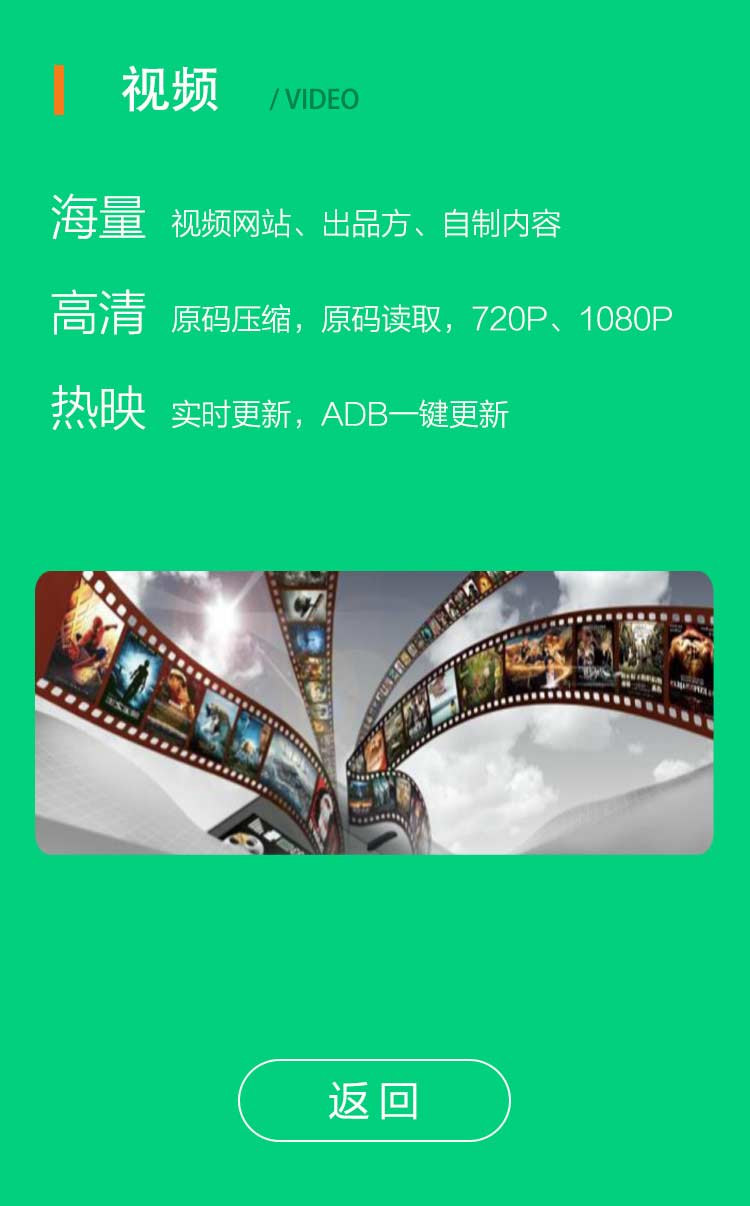 视频 / VIDEO
海量 视频网站、出品方、自制内容
高清 原码压缩，原码读取，720P、1080P
热映 实时更新，ADB一键更新
返回